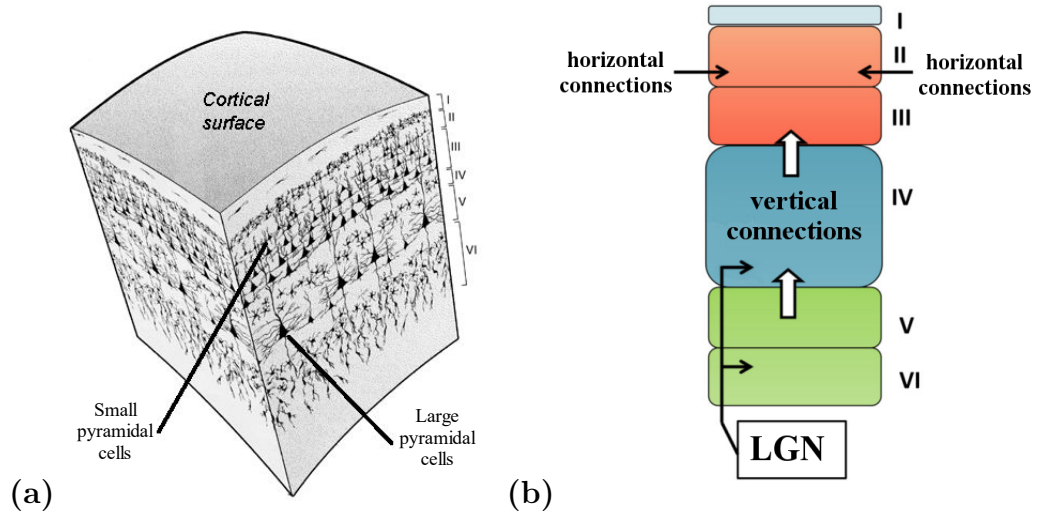 Cortical
surface
I
II
III
IV
V
VI
Small
pyramidal
cells
Large
pyramidal
cells
(a)
I
horizontal
connections
II
horizontal
connections
III
vertical
connections
IV
V
VI
LGN
(b)